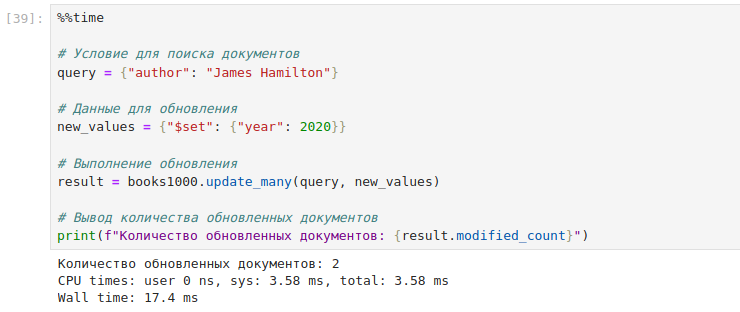 [39]: %%time
# Условие для поиска документов
query = {"author": "James Hamilton"}
# Данные для обновления
new_values = {"$set": {"year": 2020}}
# Выполнение обновления
result = books1000.update_many(query, new_values)
# Вывод количества обновленных документов
print(f"Количество обновленных документов: {result.modified_count}")
Количество обновленных документов: 2
CPU times: user 0 ns, sys: 3.58 ms, total: 3.58 ms
Wall time: 17.4 ms